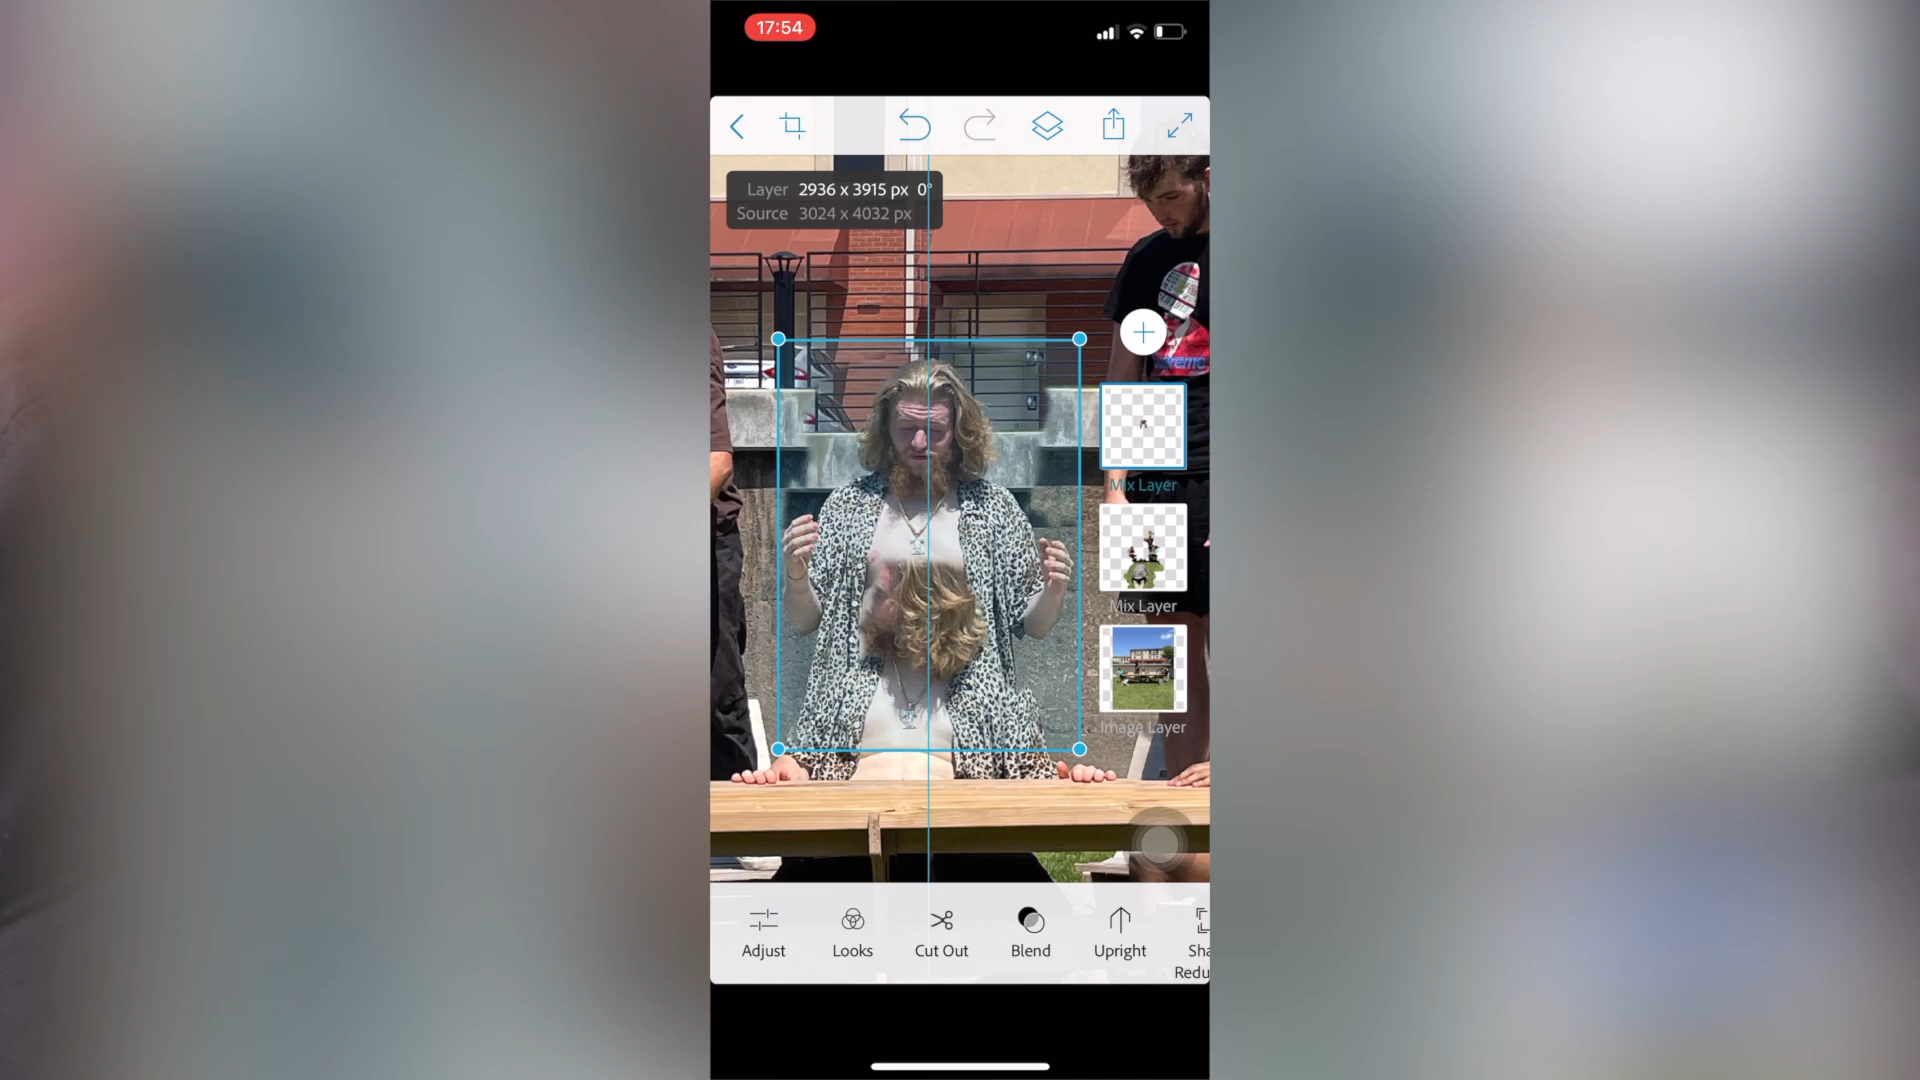 17:54
Layer 2936 x 3915 px 0°
Source 3024 x 4032 px
Mix Layer
Mix Layer
Image Layer
Adjust
Looks
Cut Out
Blend
Upright
Sha
Redu